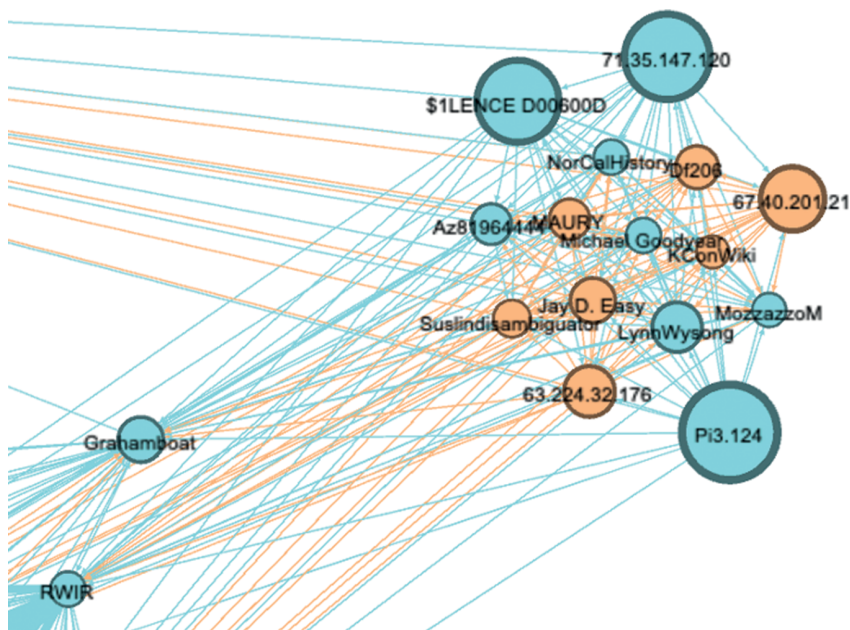 71.35.147.120
$1LENCE D00600D
NorCalHistory
Df206
67.40.201.21
Az81964444
MAURY
Michael Goodyear
KConWiki
Jay D. Easy
MozzazzoM
Suslindisambiguator
LynnWysong
63.224.32.176
Pi3.124
Grahamboat
RWIR